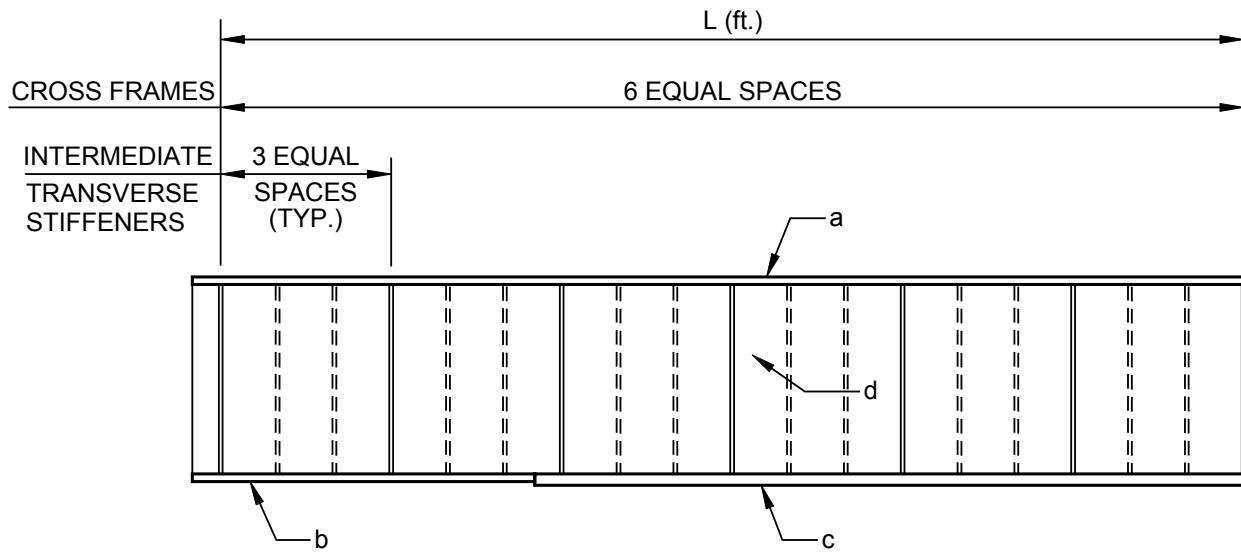 L (ft.)
CROSS FRAMES
6 EQUAL SPACES
INTERMEDIATE
TRANSVERSE
STIFFENERS
3 EQUAL
SPACES
(TYP.)
a
d
b
c